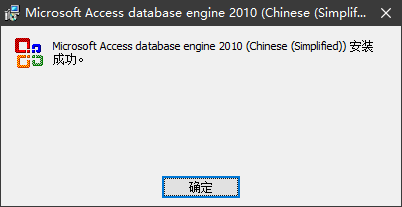 Microsoft Access database engine 2010 (Chinese (Simplif...
Microsoft Access database engine 2010 (Chinese (Simplified)) 安装
成功。
确定